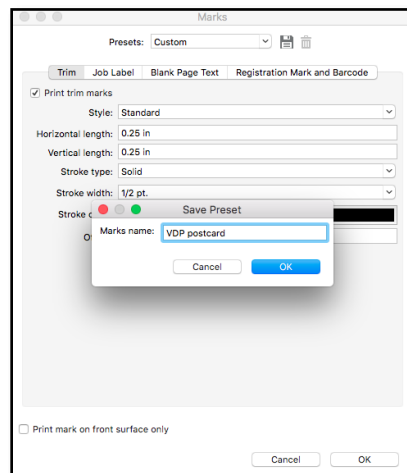 Marks
Presets: Custom
Trim Job Label Blank Page Text Registration Mark and Barcode
Print trim marks
Style: Standard
Horizontal length: 0.25 in
Vertical length: 0.25 in
Stroke type: Solid
Stroke width: 1/2 pt.
Save Preset
Stroke
Marks name: VDP postcard
Cancel OK
Print mark on front surface only
Cancel OK